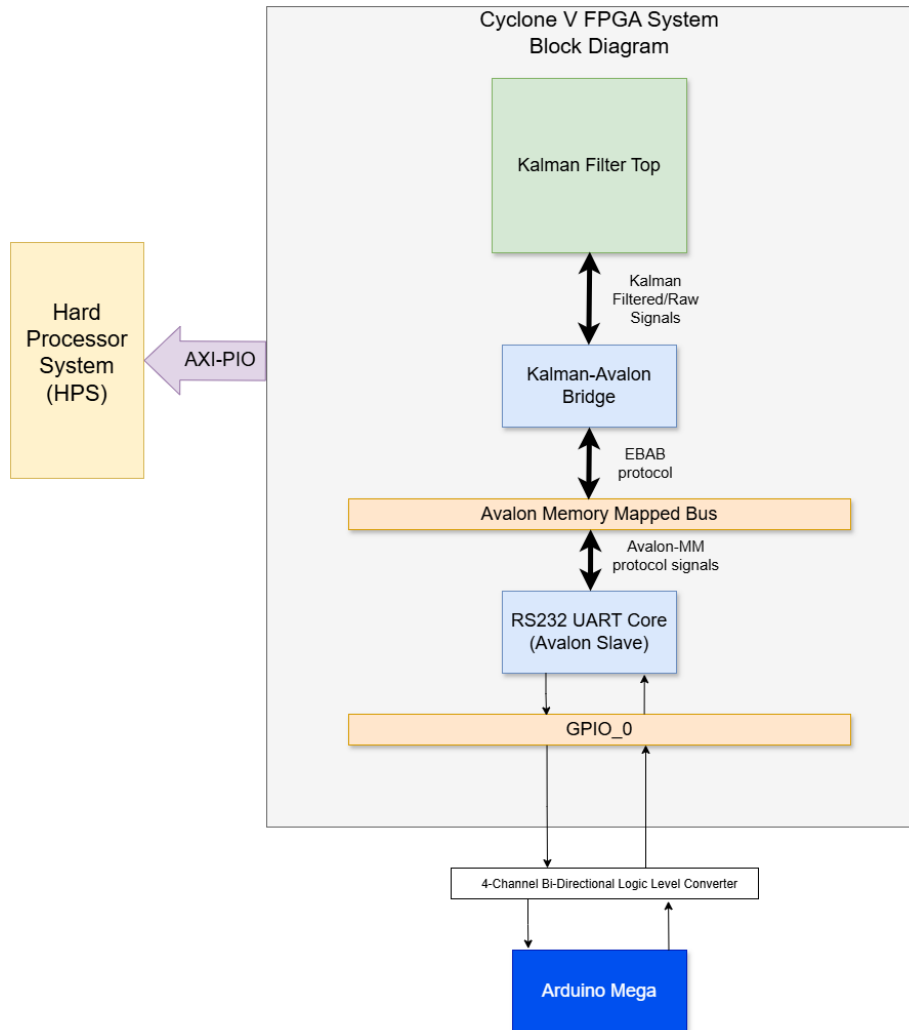 Cyclone V FPGA System
Block Diagram
Kalman Filter Top
Kalman
Filtered/Raw
Signals
Hard
Processor
System
(HPS)
AXI-PIO
Kalman-Avalon
Bridge
EBAB
protocol
Avalon Memory Mapped Bus
Avalon-MM
protocol signals
RS232 UART Core
(Avalon Slave)
GPIO_0
4-Channel Bi-Directional Logic Level Converter
Arduino Mega